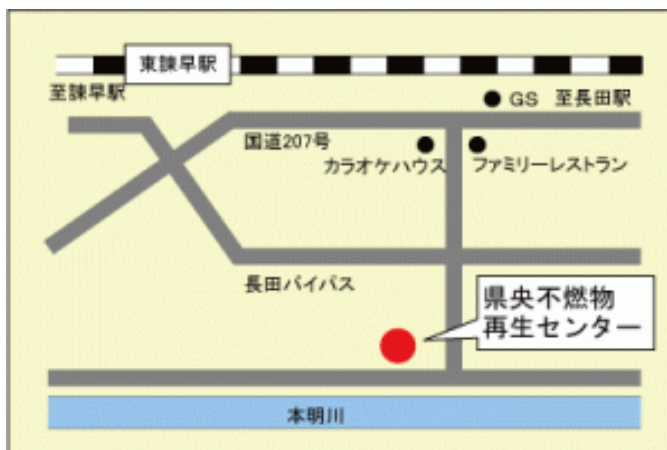 東諫早駅
至諫早駅
GS 至長田駅
国道207号
カラオケハウス
ファミリーレストラン
長田バイパス
県央不燃物
再生センター
本明川